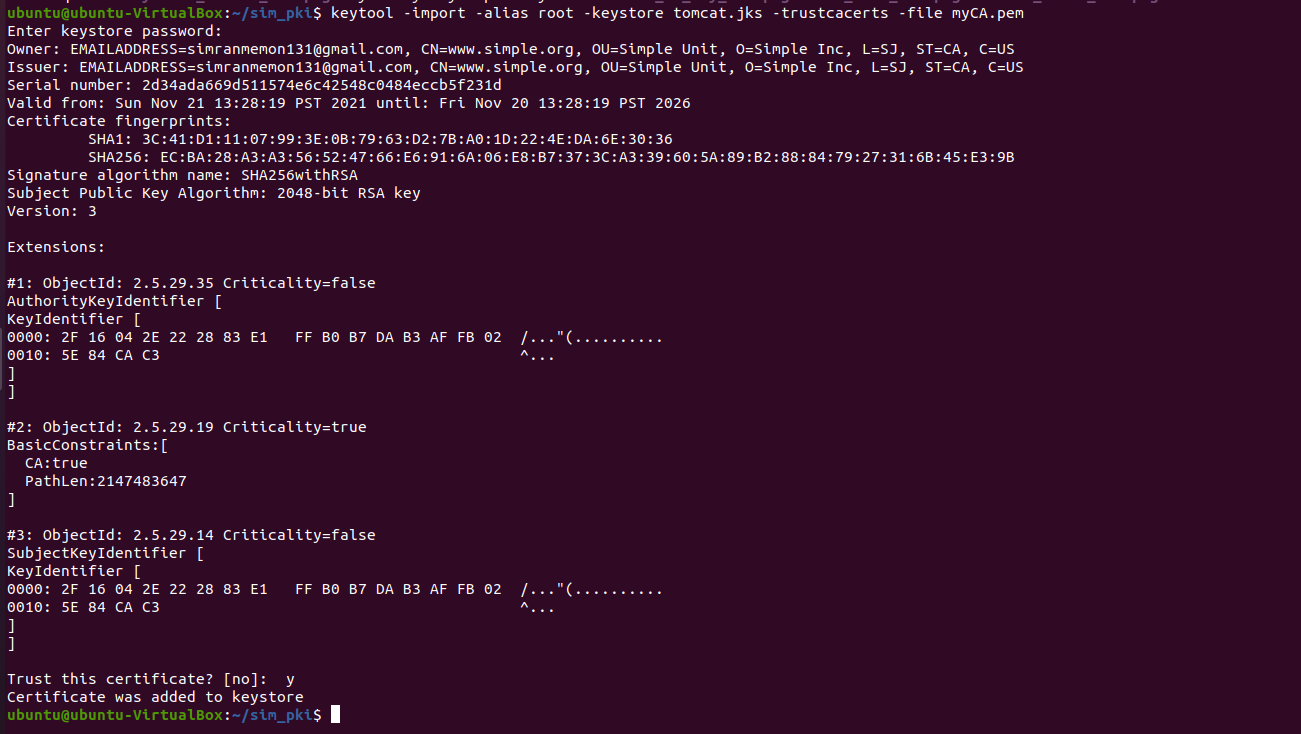 ubuntu@ubuntu-VirtualBox:~/sim_pki$ keytool -import -alias root -keystore tomcat.jks -trustcacerts -file myCA.pem
Enter keystore password:
Owner: EMAILADDRESS=simranmemon131@gmail.com, CN=www.simple.org, OU=Simple Unit, O=Simple Inc, L=SJ, ST=CA, C=US
Issuer: EMAILADDRESS=simranmemon131@gmail.com, CN=www.simple.org, OU=Simple Unit, O=Simple Inc, L=SJ, ST=CA, C=US
Serial number: 2d34ada669d511574e6c42548c0484eccb5f231d
Valid from: Sun Nov 21 13:28:19 PST 2021 until: Fri Nov 20 13:28:19 PST 2026
Certificate fingerprints:
SHA1: 3C:41:D1:11:07:99:3E:0B:79:63:D2:7B:A0:1D:22:4E:DA:6E:30:36
SHA256: EC:BA:28:A3:A3:56:52:47:66:E6:91:6A:06:E8:B7:37:3C:A3:39:60:5A:89:B2:88:84:79:27:31:6B:45:E3:9B
Signature algorithm name: SHA256withRSA
Subject Public Key Algorithm: 2048-bit RSA key
Version: 3
Extensions:
#1: ObjectId: 2.5.29.35 Criticality=false
AuthorityKeyIdentifier [
KeyIdentifier [
0000: 2F 16 04 2E 22 28 83 E1   FF B0 B7 DA B3 AF FB 02  /..."(..........
0010: 5E 84 CA C3                                        ^...
]
]
#2: ObjectId: 2.5.29.19 Criticality=true
BasicConstraints:[
CA:true
PathLen:2147483647
]
#3: ObjectId: 2.5.29.14 Criticality=false
SubjectKeyIdentifier [
KeyIdentifier [
0000: 2F 16 04 2E 22 28 83 E1   FF B0 B7 DA B3 AF FB 02  /..."(..........
0010: 5E 84 CA C3                                        ^...
]
]
Trust this certificate? [no]:  y
Certificate was added to keystore
ubuntu@ubuntu-VirtualBox:~/sim_pki$